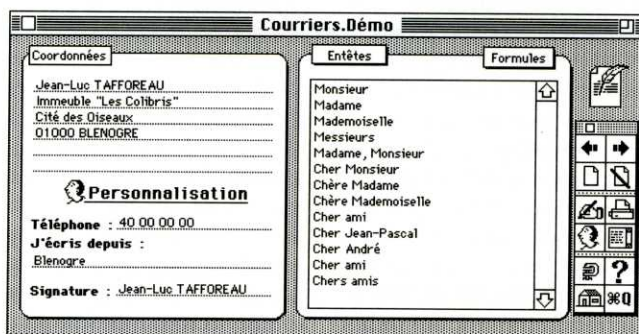 Courriers.Démo
Coordonnées
Jean-Luc TAFFOREAU
Immeuble "Les Colibris"
Cité des Oiseaux
01000 BLENOGRE
Personnalisation
Téléphone : 40 00 00 00
J'écris depuis :
Blenogre
Signature : Jean-Luc TAFFOREAU
Entêtes
Formules
Monsieur
Madame
Mademoiselle
Messieurs
Madame, Monsieur
Cher Monsieur
Chère Madame
Chère Mademoiselle
Cher ami
Cher Jean-Pascal
Cher André
Cher ami
Chers amis
?
⌘Q